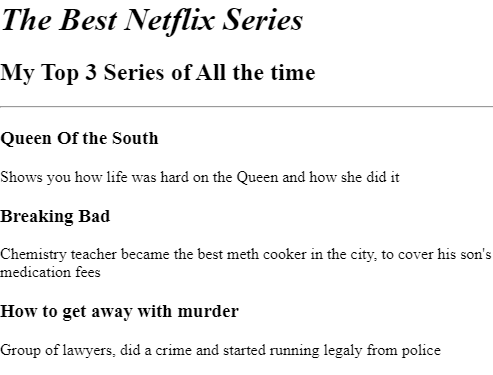 The Best Netflix Series
My Top 3 Series of All the time
Queen Of the South
Shows you how life was hard on the Queen and how she did it
Breaking Bad
Chemistry teacher became the best meth cooker in the city, to cover his son's
medication fees
How to get away with murder
Group of lawyers, did a crime and started running legaly from police